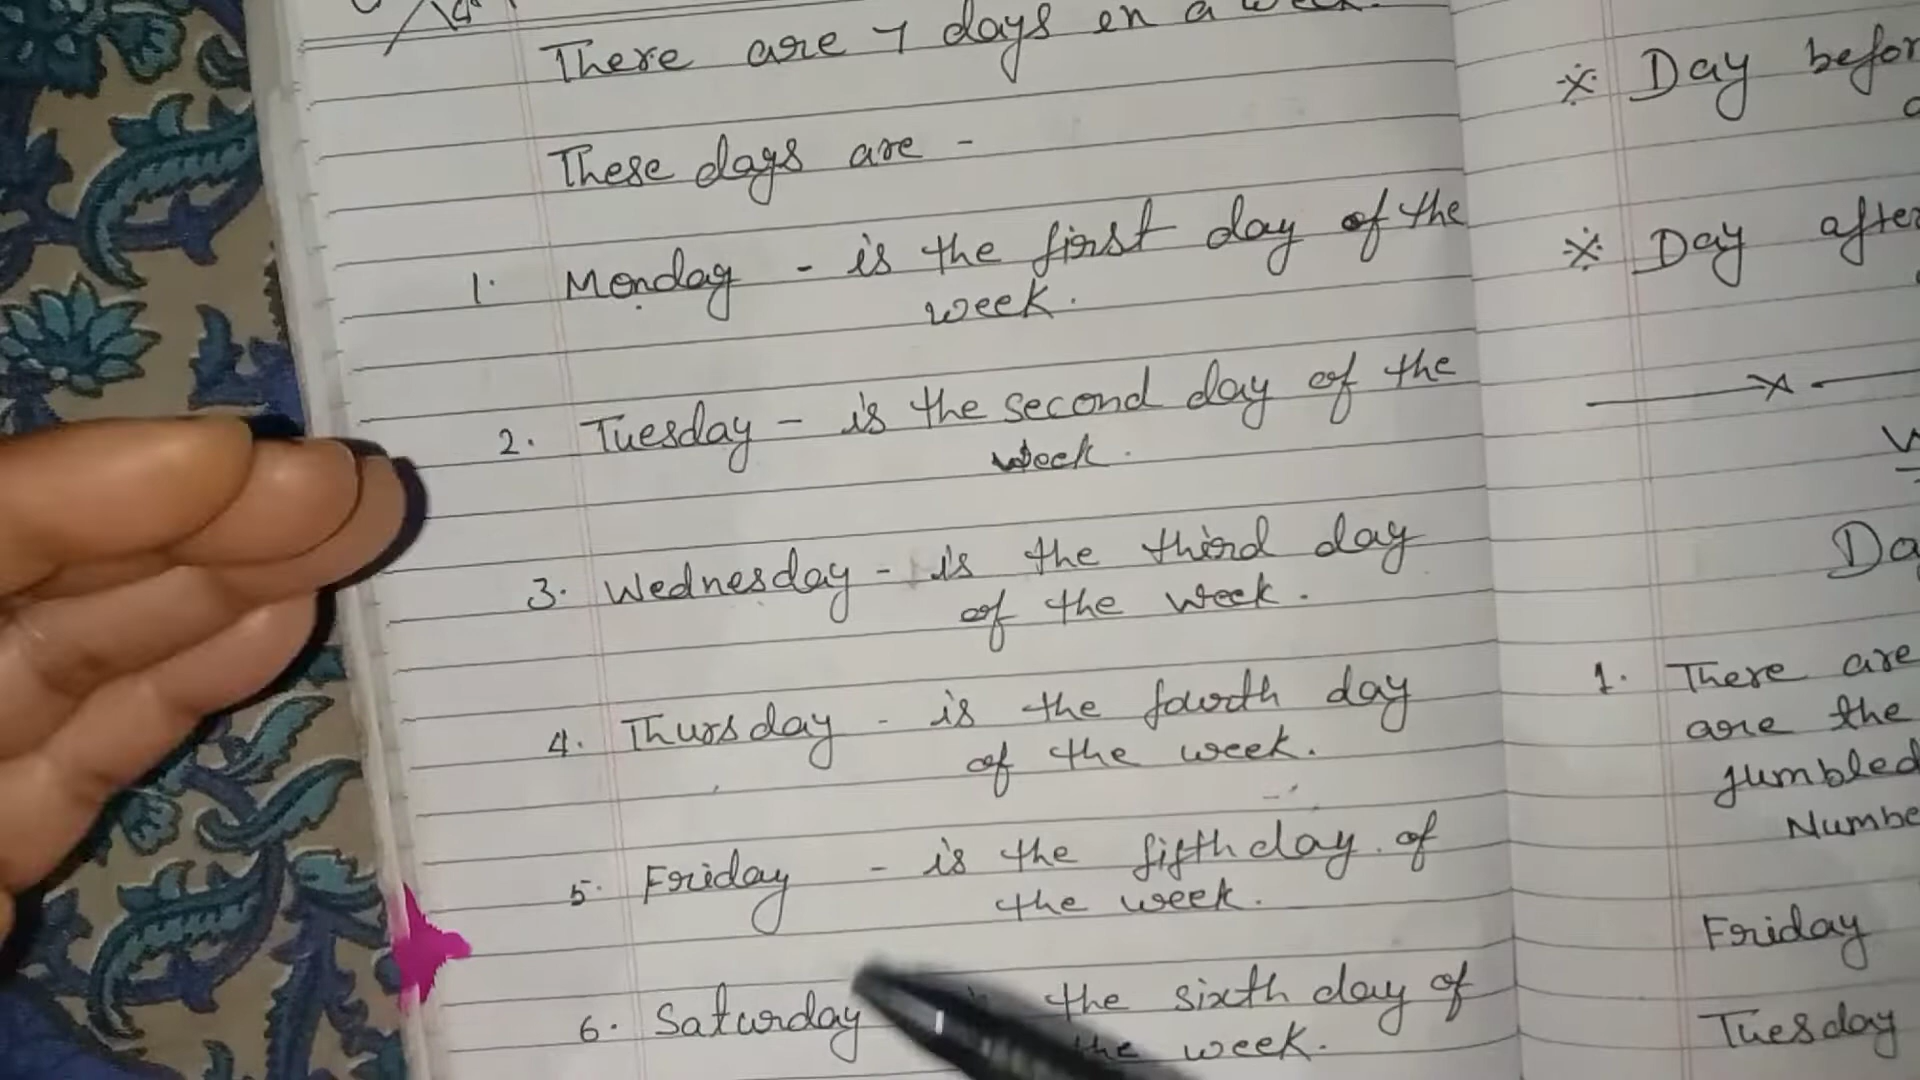 There are 7 days in a week.
These days are -
1. Monday - is the first day of the
week.
2. Tuesday - is the second day of the
week.
3. Wednesday - is the third day
of the week.
4. Thursday - is the fourth day
of the week.
5. Friday - is the fifth day of
the week.
6. Saturday the sixth day of
the week.
Day
Day after
1. There are
are the
jumbled
Friday
Tuesday